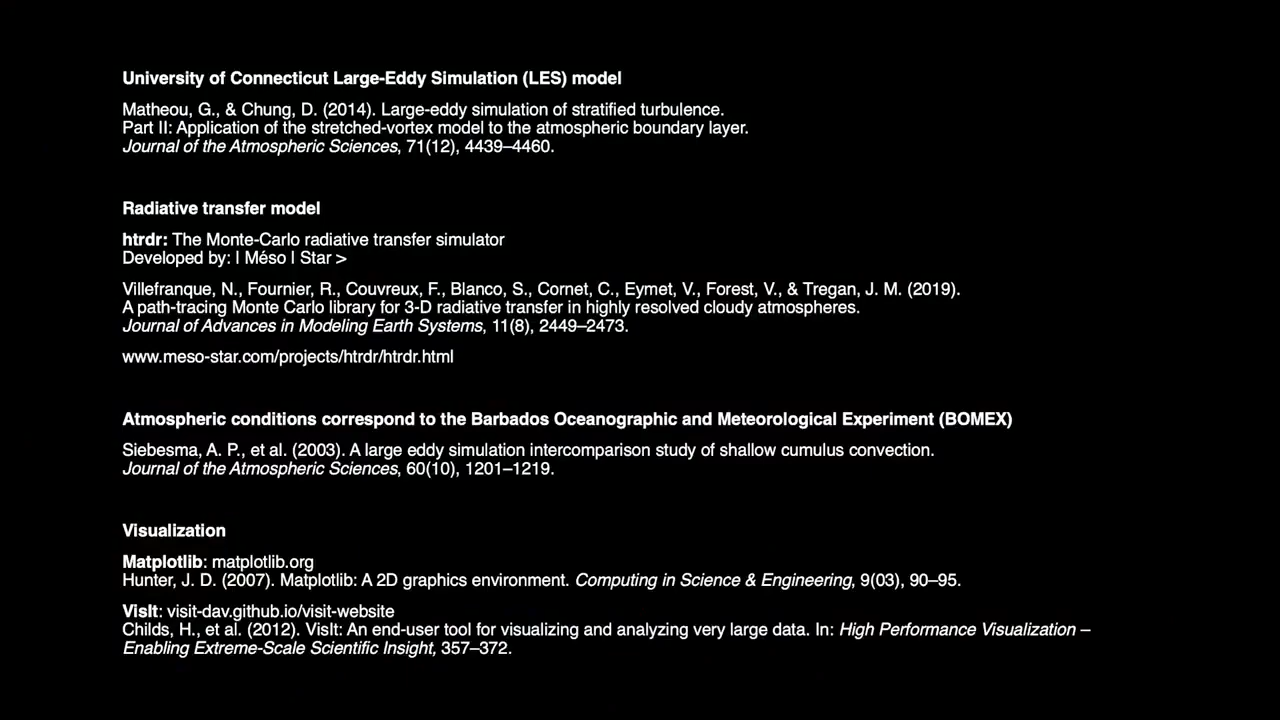 University of Connecticut Large-Eddy Simulation (LES) model
Matheou, G., & Chung, D. (2014). Large-eddy simulation of stratified turbulence.
Part II: Application of the stretched-vortex model to the atmospheric boundary layer.
Journal of the Atmospheric Sciences, 71(12), 4439–4460.
Radiative transfer model
htrdr: The Monte-Carlo radiative transfer simulator
Developed by: | Méso | Star >
Villefranque, N., Fournier, R., Couvreux, F., Blanco, S., Cornet, C., Eymet, V., Forest, V., & Tregan, J. M. (2019).
A path-tracing Monte Carlo library for 3-D radiative transfer in highly resolved cloudy atmospheres.
Journal of Advances in Modeling Earth Systems, 11(8), 2449–2473.
www.meso-star.com/projects/htrdr/htrdr.html
Atmospheric conditions correspond to the Barbados Oceanographic and Meteorological Experiment (BOMEX)
Siebesma, A. P., et al. (2003). A large eddy simulation intercomparison study of shallow cumulus convection.
Journal of the Atmospheric Sciences, 60(10), 1201–1219.
Visualization
Matplotlib: matplotlib.org
Hunter, J. D. (2007). Matplotlib: A 2D graphics environment. Computing in Science & Engineering, 9(03), 90–95.
VisIt: visit-dav.github.io/visit-website
Childs, H., et al. (2012). VisIt: An end-user tool for visualizing and analyzing very large data. In: High Performance Visualization –
Enabling Extreme-Scale Scientific Insight, 357–372.